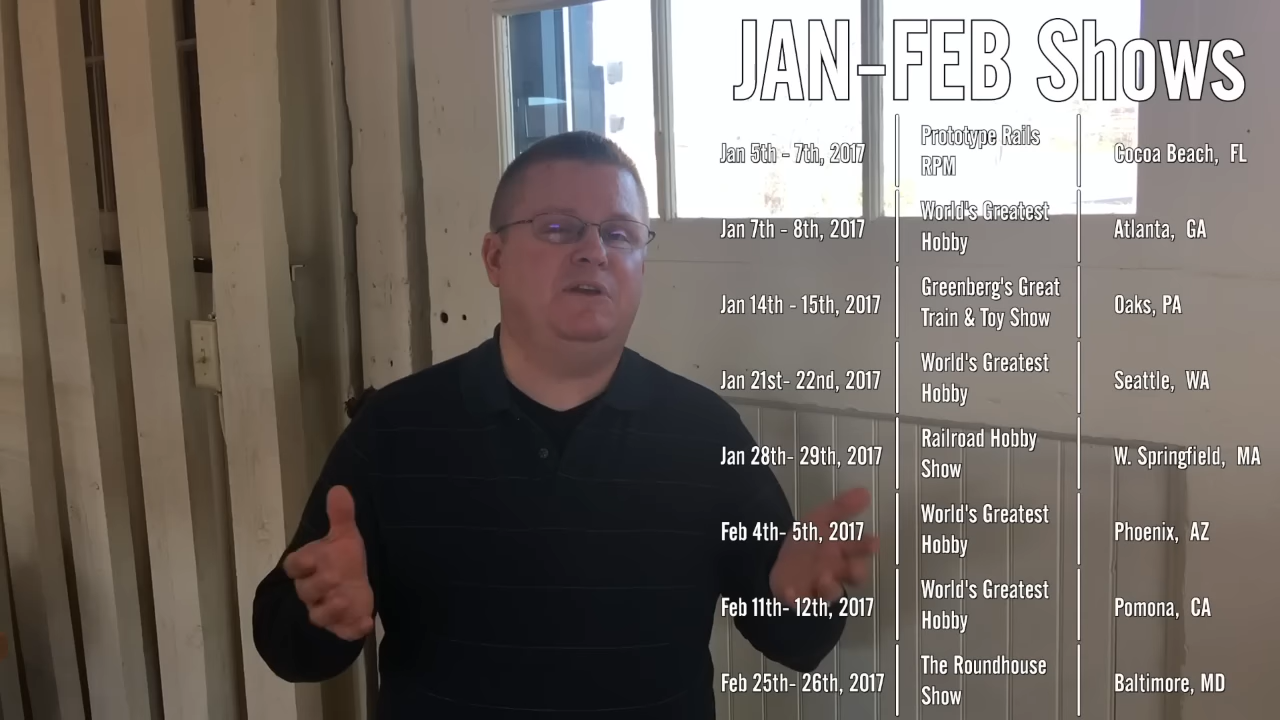 JAN-FEB Shows
Jan 5th - 7th, 2017 Prototype Rails RPM Cocoa Beach, FL
Jan 7th - 8th, 2017 World's Greatest Hobby Atlanta, GA
Jan 14th - 15th, 2017 Greenberg's Great Train & Toy Show Oaks, PA
Jan 21st- 22nd, 2017 World's Greatest Hobby Seattle, WA
Jan 28th- 29th, 2017 Railroad Hobby Show W. Springfield, MA
Feb 4th- 5th, 2017 World's Greatest Hobby Phoenix, AZ
Feb 11th- 12th, 2017 World's Greatest Hobby Pomona, CA
Feb 25th- 26th, 2017 The Roundhouse Show Baltimore, MD